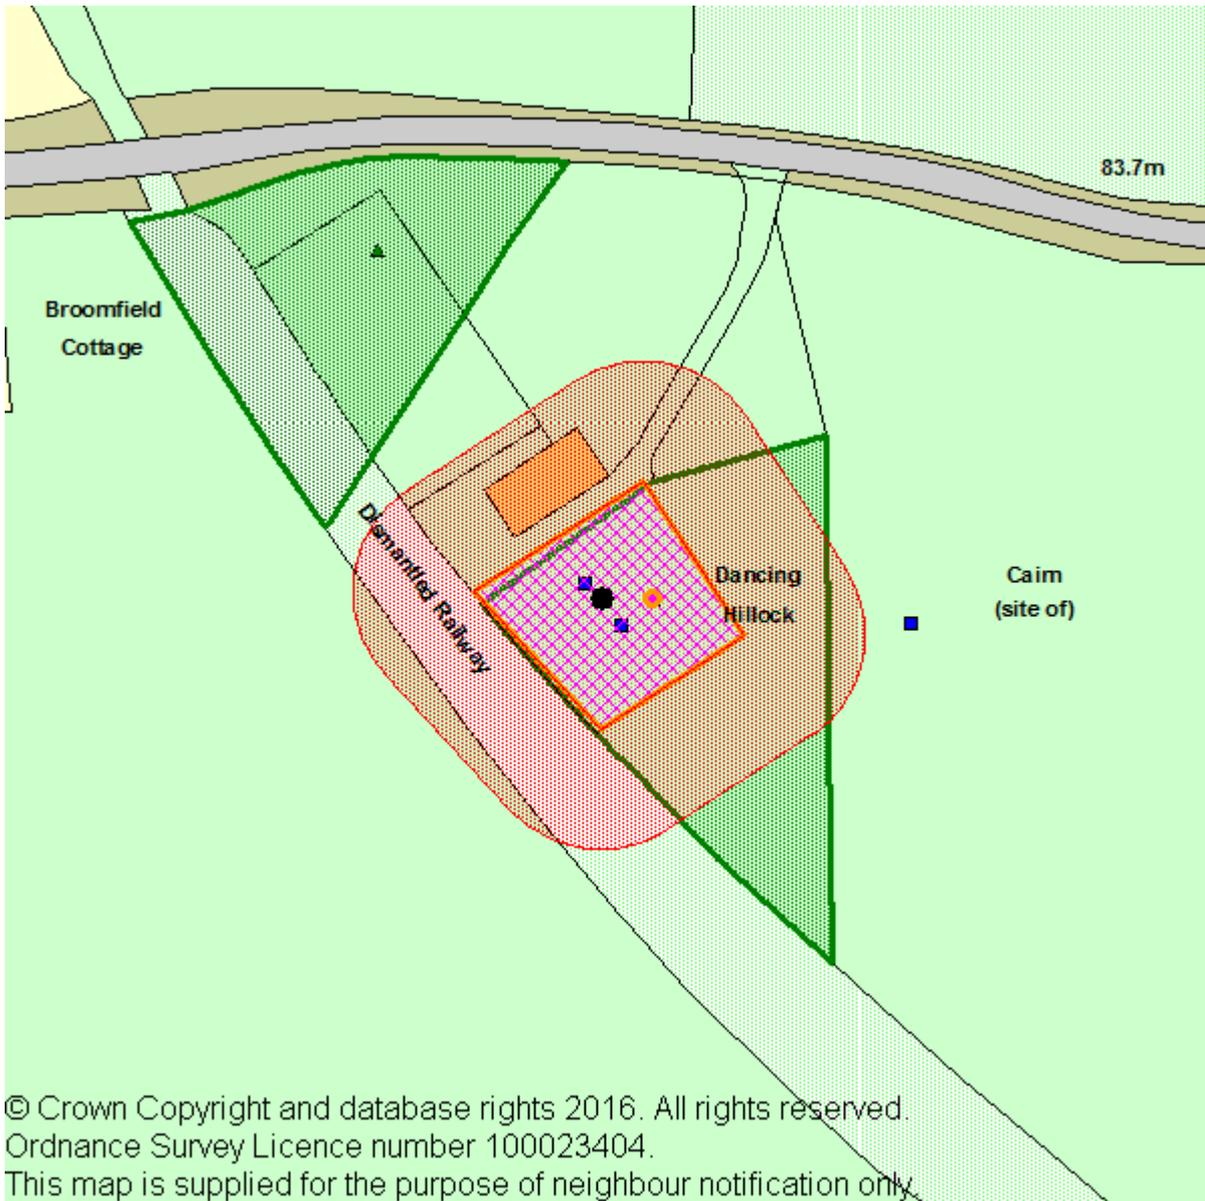 83.7m
Broomfield
Cottage
Dismantled Railway
Dancing
Hillock
Cairn
(site of)
© Crown Copyright and database rights 2016. All rights reserved.
Ordnance Survey Licence number 100023404.
This map is supplied for the purpose of neighbour notification only.